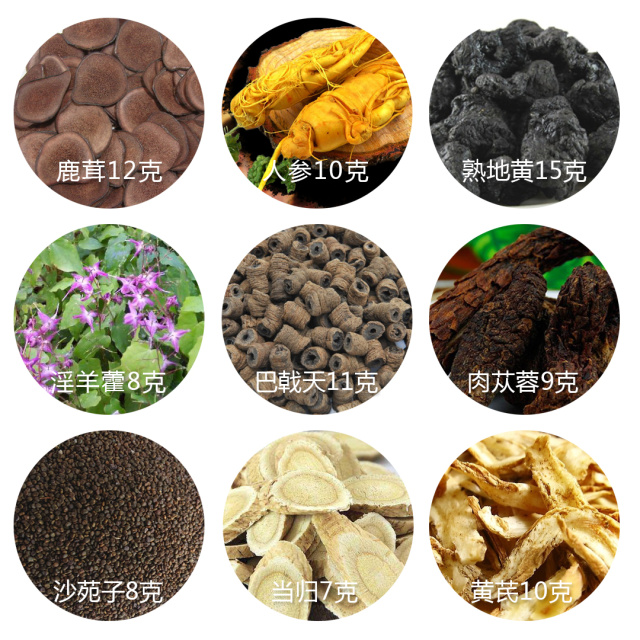 鹿茸12克
人参10克
熟地黄15克
淫羊藿8克
巴戟天11克
肉苁蓉9克
沙苑子8克
当归7克
黄芪10克